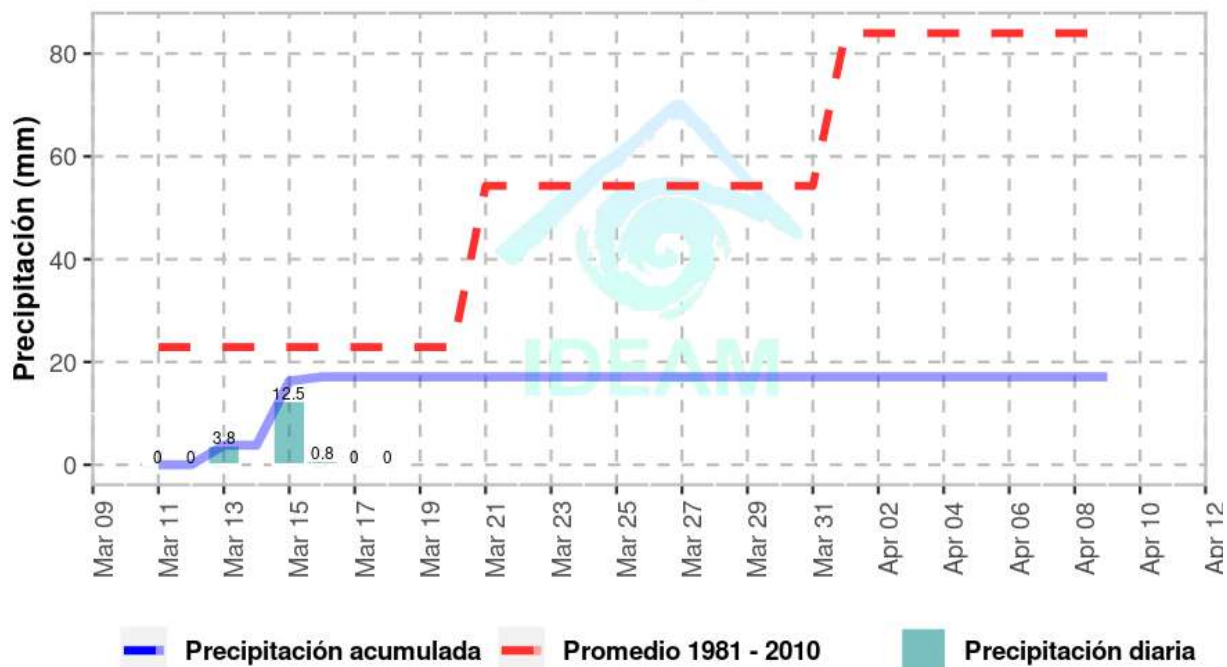 Precipitación (mm)
80
60
40
20
0
0 0 3.8 12.5 0.8 0 0
IDEAM
Mar 09 Mar 11 Mar 13 Mar 15 Mar 17 Mar 19 Mar 21 Mar 23 Mar 25 Mar 27 Mar 29 Mar 31 Apr 02 Apr 04 Apr 06 Apr 08 Apr 10 Apr 12
Precipitación acumulada Promedio 1981 - 2010 Precipitación diaria